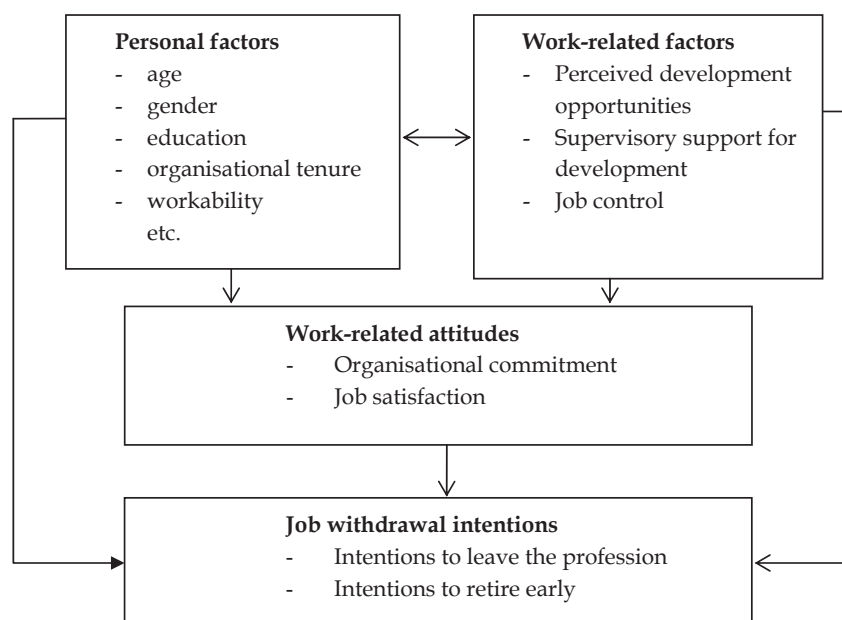 Personal factors
- age
- gender
- education
- organisational tenure
- workability
etc.
Work-related factors
- Perceived development
opportunities
- Supervisory support for
development
- Job control
Work-related attitudes
- Organisational commitment
- Job satisfaction
Job withdrawal intentions
- Intentions to leave the profession
- Intentions to retire early